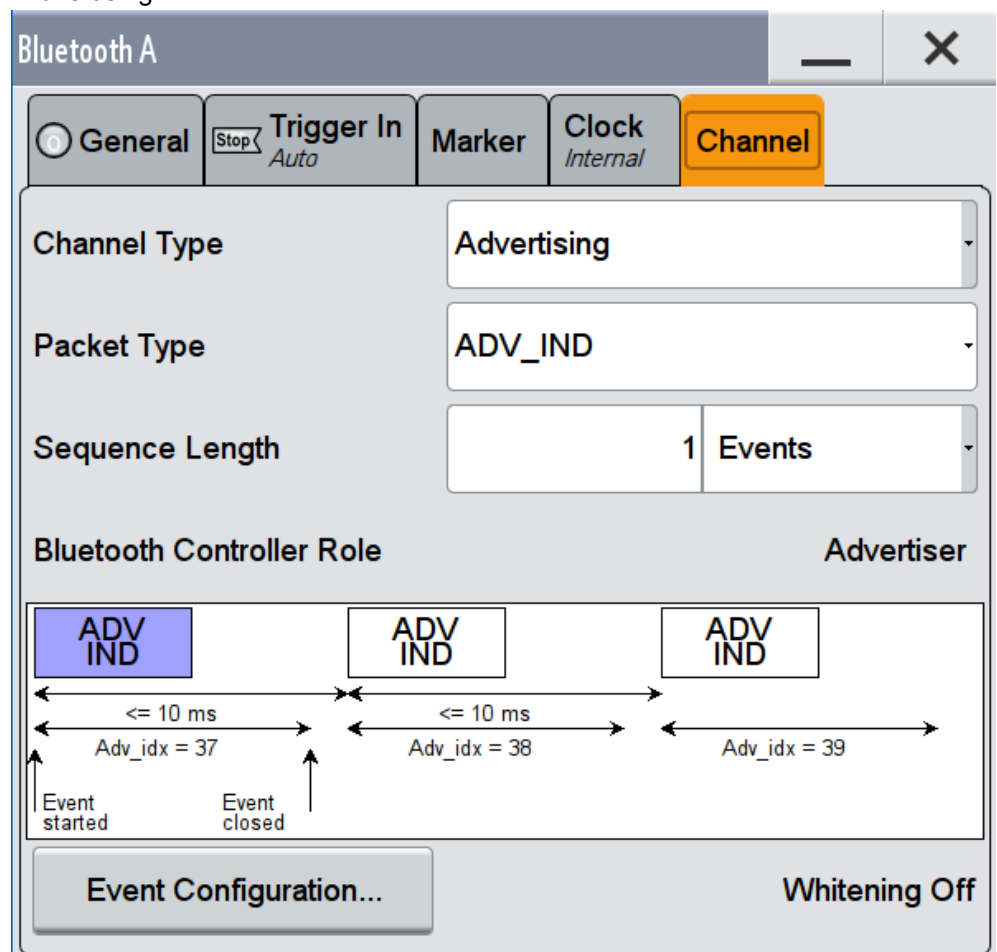 Bluetooth A
General
Stop Trigger In
Auto
Marker
Clock
Internal
Channel
Channel Type
Advertising
Packet Type
ADV_IND
Sequence Length
1 Events
Bluetooth Controller Role
Advertiser
ADV
IND
ADV
IND
ADV
IND
<= 10 ms
<= 10 ms
Adv_idx = 37
Adv_idx = 38
Adv_idx = 39
Event
started
Event
closed
Event Configuration...
Whitening Off